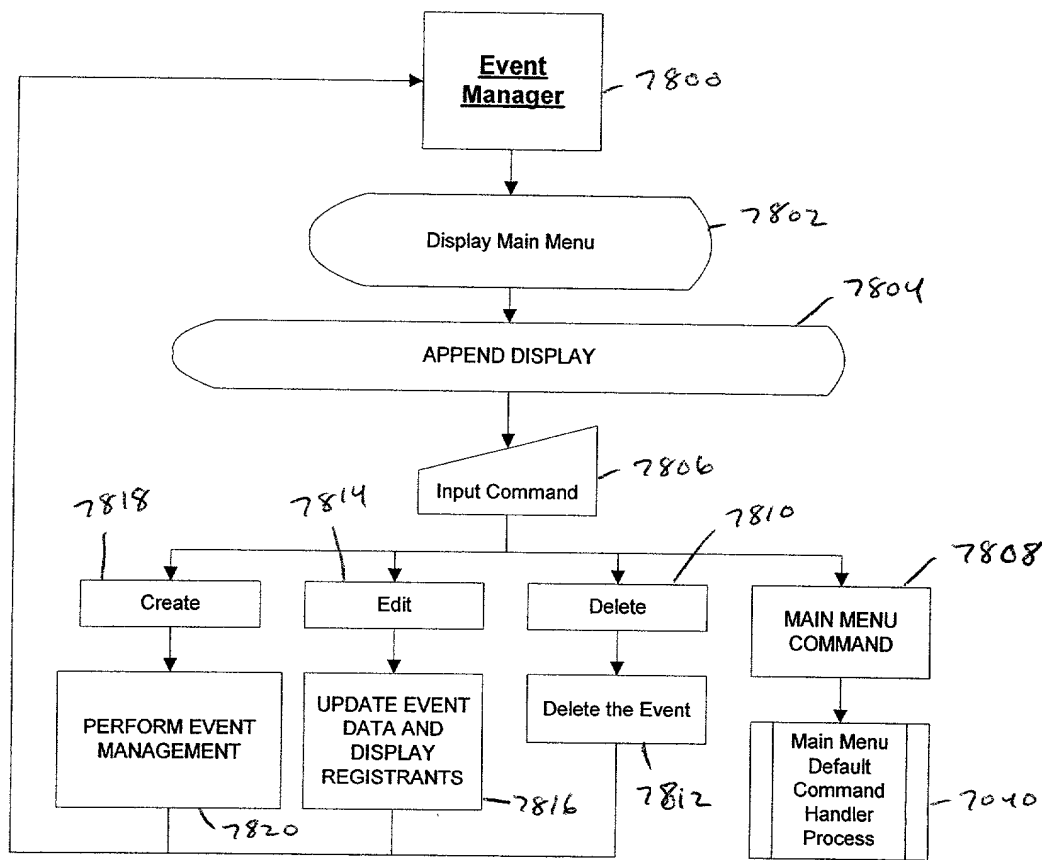 Event
Manager
7800
Display Main Menu
7802
APPEND DISPLAY
7804
Input Command
7806
7818
7814
7810
7808
Create
Edit
Delete
MAIN MENU
COMMAND
PERFORM EVENT
MANAGEMENT
7820
UPDATE EVENT
DATA AND
DISPLAY
REGISTRANTS
7816
Delete the Event
7812
Main Menu
Default
Command
Handler
Process
7040